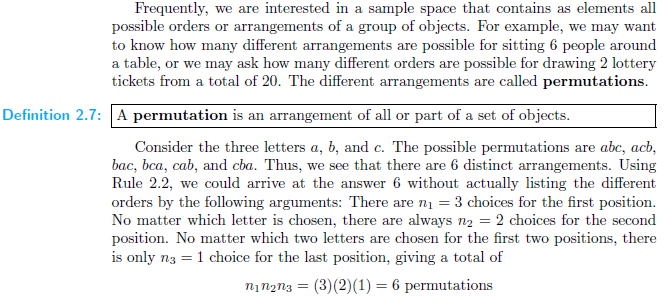 Frequently, we are interested in a sample space that contains as elements all
possible orders or arrangements of a group of objects. For example, we may want
to know how many different arrangements are possible for sitting 6 people around
a table, or we may ask how many different orders are possible for drawing 2 lottery
tickets from a total of 20. The different arrangements are called permutations.
Definition 2.7: A permutation is an arrangement of all or part of a set of objects.
Consider the three letters a, b, and c. The possible permutations are abc, acb,
bac, bca, cab, and cba. Thus, we see that there are 6 distinct arrangements. Using
Rule 2.2, we could arrive at the answer 6 without actually listing the different
orders by the following arguments: There are n₁ = 3 choices for the first position.
No matter which letter is chosen, there are always n₂ = 2 choices for the second
position. No matter which two letters are chosen for the first two positions, there
is only n₃ = 1 choice for the last position, giving a total of
n₁n₂n₃ = (3)(2)(1) = 6 permutations